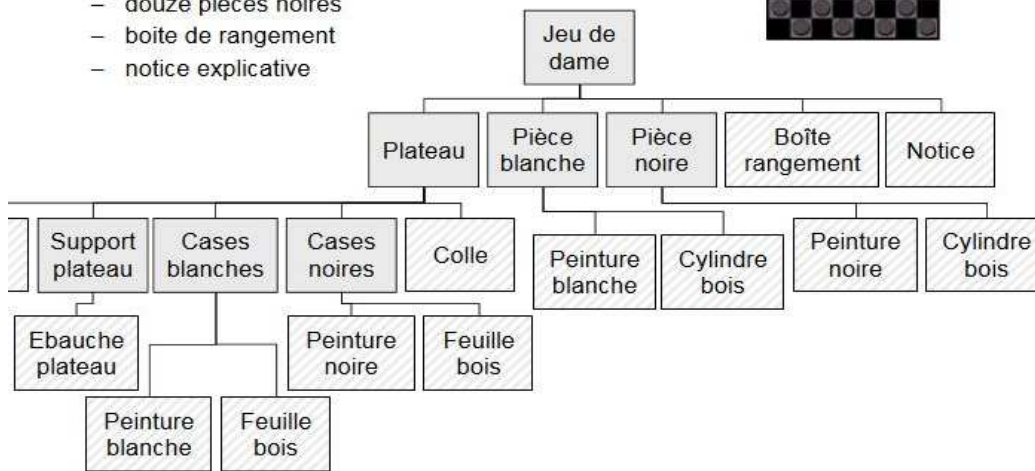 – douze pièces noires
– boite de rangement
– notice explicative
Jeu de
dame
Plateau
Pièce
blanche
Pièce
noire
Boîte
rangement
Notice
Support
plateau
Cases
blanches
Cases
noires
Colle
Peinture
blanche
Cylindre
bois
Peinture
noire
Cylindre
bois
Ebauche
plateau
Peinture
noire
Feuille
bois
Peinture
blanche
Feuille
bois